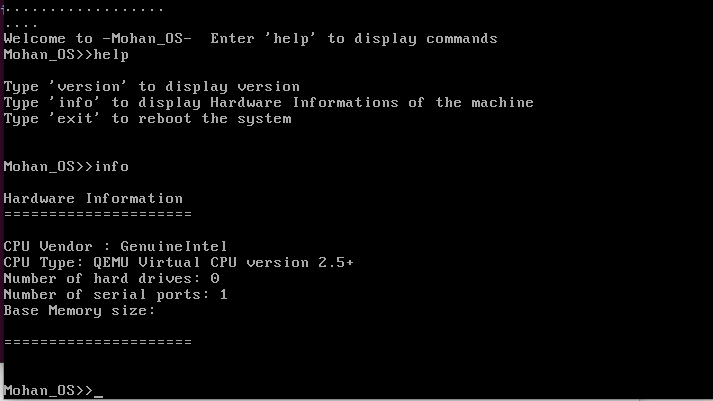 ..................
....
Welcome to -Mohan_OS-  Enter 'help' to display commands
Mohan_OS>>help
Type 'version' to display version
Type 'info' to display Hardware Informations of the machine
Type 'exit' to reboot the system
Mohan_OS>>info
Hardware Information
=====================
CPU Vendor : GenuineIntel
CPU Type: QEMU Virtual CPU version 2.5+
Number of hard drives: 0
Number of serial ports: 1
Base Memory size:
=====================
Mohan_OS>>_